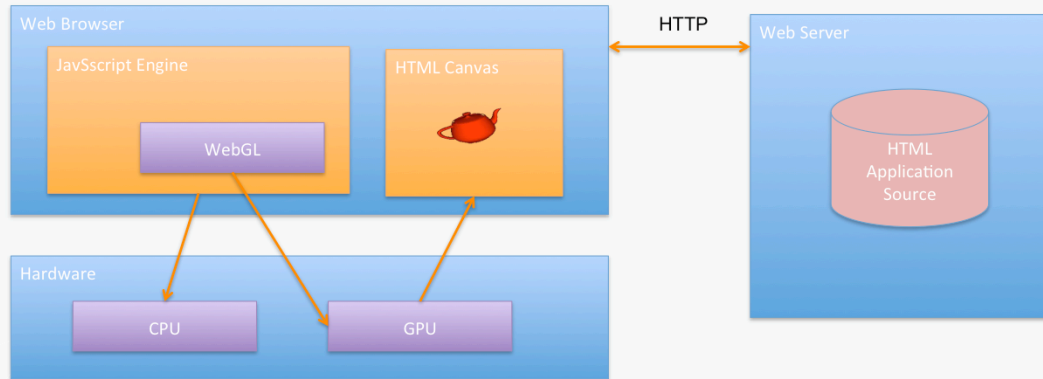 Web Browser
JavSscript Engine
WebGL
HTML Canvas
HTTP
Web Server
HTML
Application
Source
Hardware
CPU
GPU